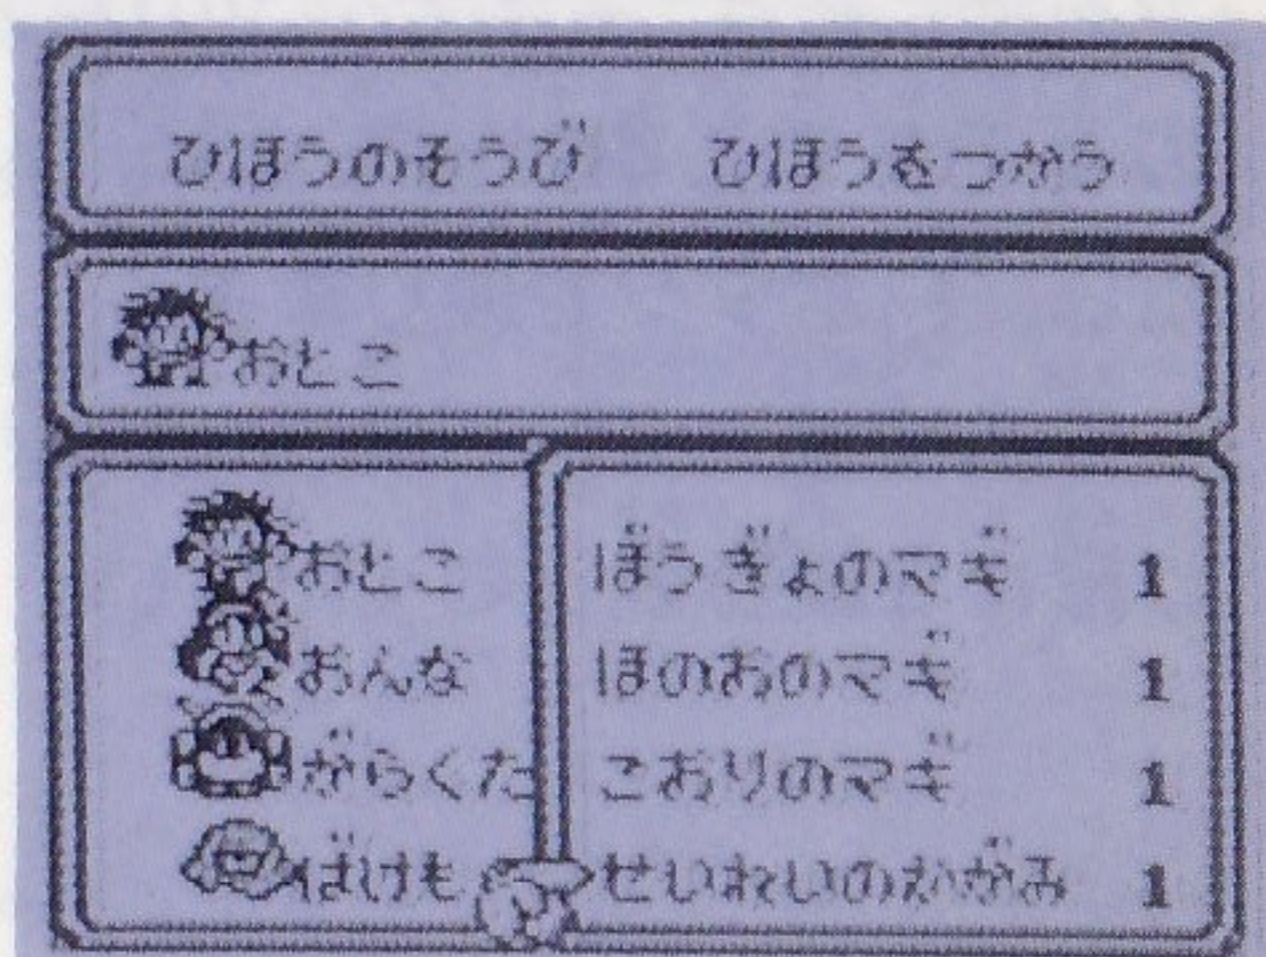 ひほうのそうび ひほうをつかう
おとこ
おとこ ぼうぎょのマギ 1
おんな ほのおのマギ 1
がらくた こおりのマギ 1
ばけも せいれいのかがみ 1